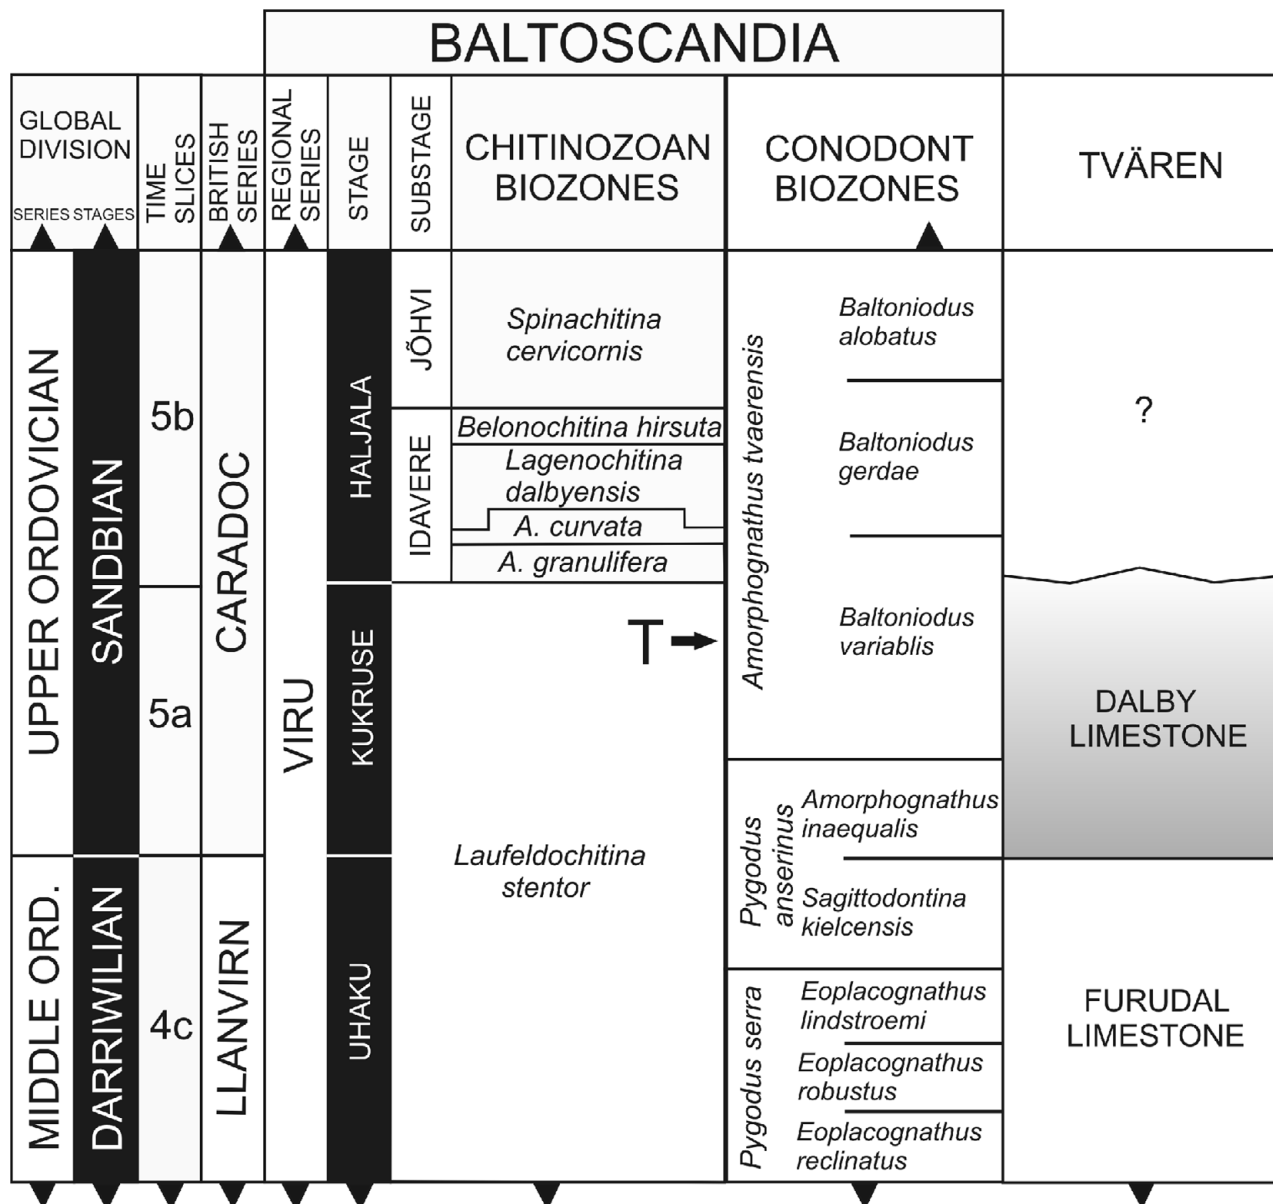 BALTOSCANDIA
GLOBAL
DIVISION
SERIES STAGES
TIME
SLICES
BRITISH
SERIES
REGIONAL
SERIES
STAGE
SUBSTAGE
CHITINOZOAN
BIOZONES
CONODONT
BIOZONES
TVÄREN
UPPER ORDOVICIAN
MIDDLE ORD.
SANDBIAN
DARRIWILIAN
5b
5a
4c
CARADOC
LLANVIRN
VIRU
HALJALA
KUKRUSE
UHAKU
JÕHVI
IDAVERE
Spinachitina
cervicornis
Belonochitina hirsuta
Lagenochitina
dalbyensis
A. curvata
A. granulifera
T
Laufeldochitina
stentor
Amorphognathus tvaerensis
Baltoniodus
alobatus
Baltoniodus
gerdae
Baltoniodus
variablis
Pygodus
anserinus
Amorphognathus
inaequalis
Sagittodontina
kielcensis
Pygodus serra
Eoplacognathus
lindstroemi
Eoplacognathus
robustus
Eoplacognathus
reclinatus
?
DALBY
LIMESTONE
FURUDAL
LIMESTONE